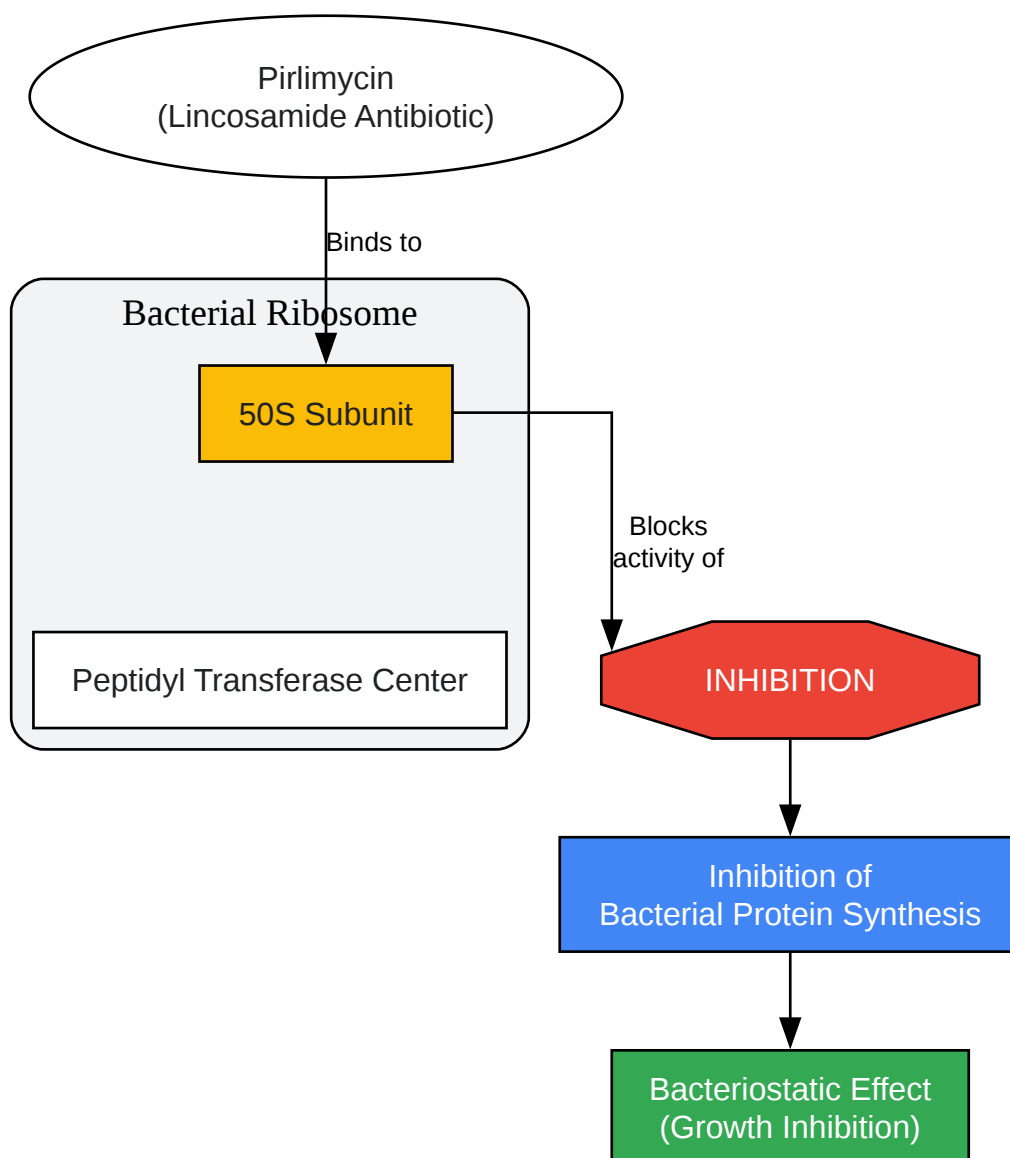 Pirlimycin
(Lincosamide Antibiotic)
Binds to
Bacterial Ribosome
50S Subunit
Blocks
activity of
Peptidyl Transferase Center
INHIBITION
Inhibition of
Bacterial Protein Synthesis
Bacteriostatic Effect
(Growth Inhibition)